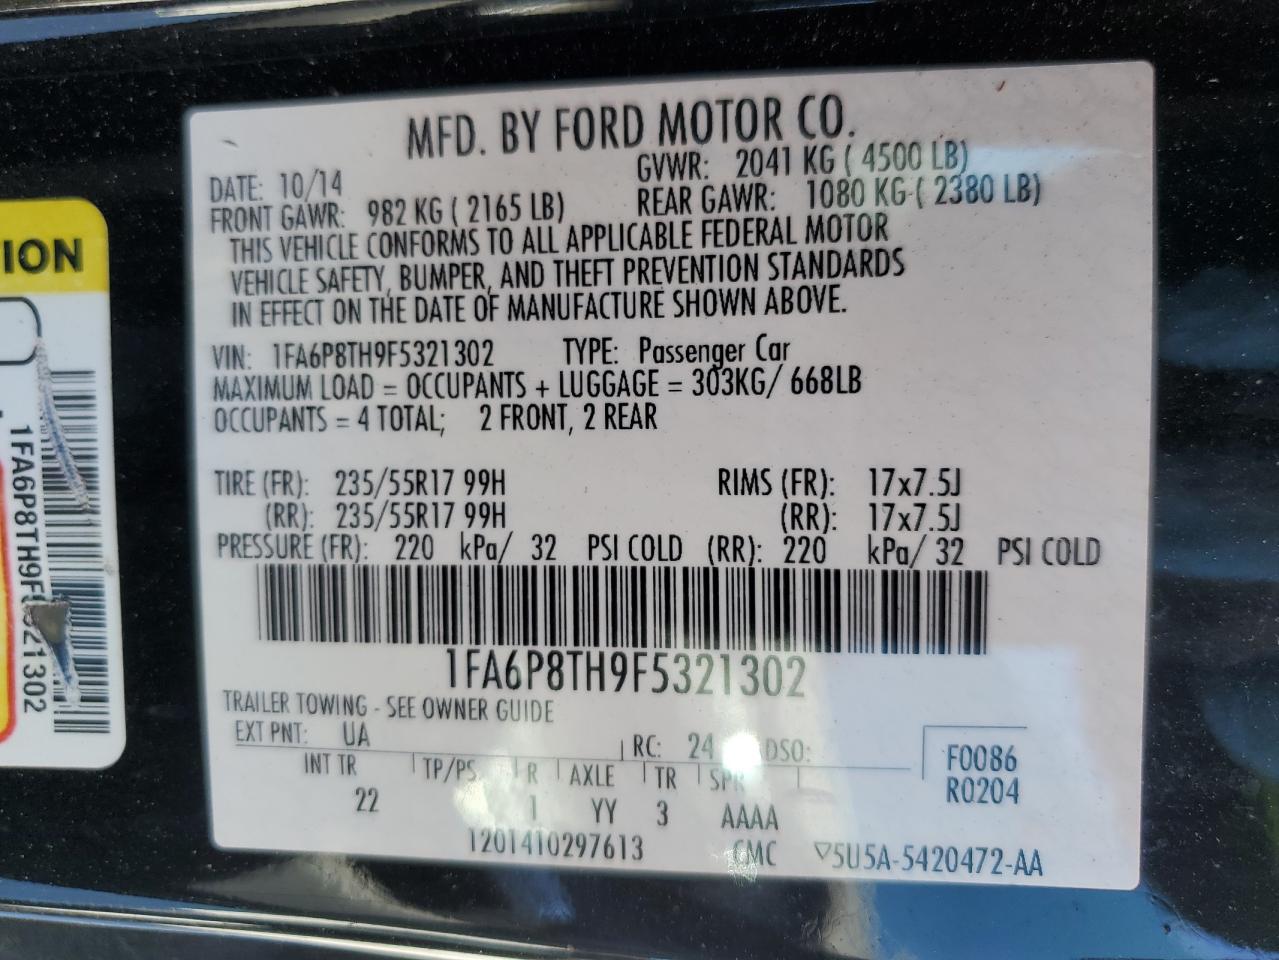 MFD. BY FORD MOTOR CO.
DATE: 10/14 GVWR: 2041 KG ( 4500 LB)
FRONT GAWR: 982 KG ( 2165 LB) REAR GAWR: 1080 KG ( 2380 LB)
THIS VEHICLE CONFORMS TO ALL APPLICABLE FEDERAL MOTOR
VEHICLE SAFETY, BUMPER, AND THEFT PREVENTION STANDARDS
IN EFFECT ON THE DATE OF MANUFACTURE SHOWN ABOVE.
VIN: 1FA6P8TH9F5321302 TYPE: Passenger Car
MAXIMUM LOAD = OCCUPANTS + LUGGAGE = 303KG/ 668LB
OCCUPANTS = 4 TOTAL; 2 FRONT, 2 REAR
TIRE (FR): 235/55R17 99H RIMS (FR): 17x7.5J
(RR): 235/55R17 99H (RR): 17x7.5J
PRESSURE (FR): 220 kPa/ 32 PSI COLD (RR): 220 kPa/ 32 PSI COLD
1FA6P8TH9F5321302
TRAILER TOWING - SEE OWNER GUIDE
EXT PNT: UA RC: 24 DSO: F0086
INT TR TP/PS R AXLE TR SPR R0204
22 1 YY 3 AAAA
1201410297613 CMC ▽5U5A-5420472-AA
ION
1FA6P8TH9F5321302